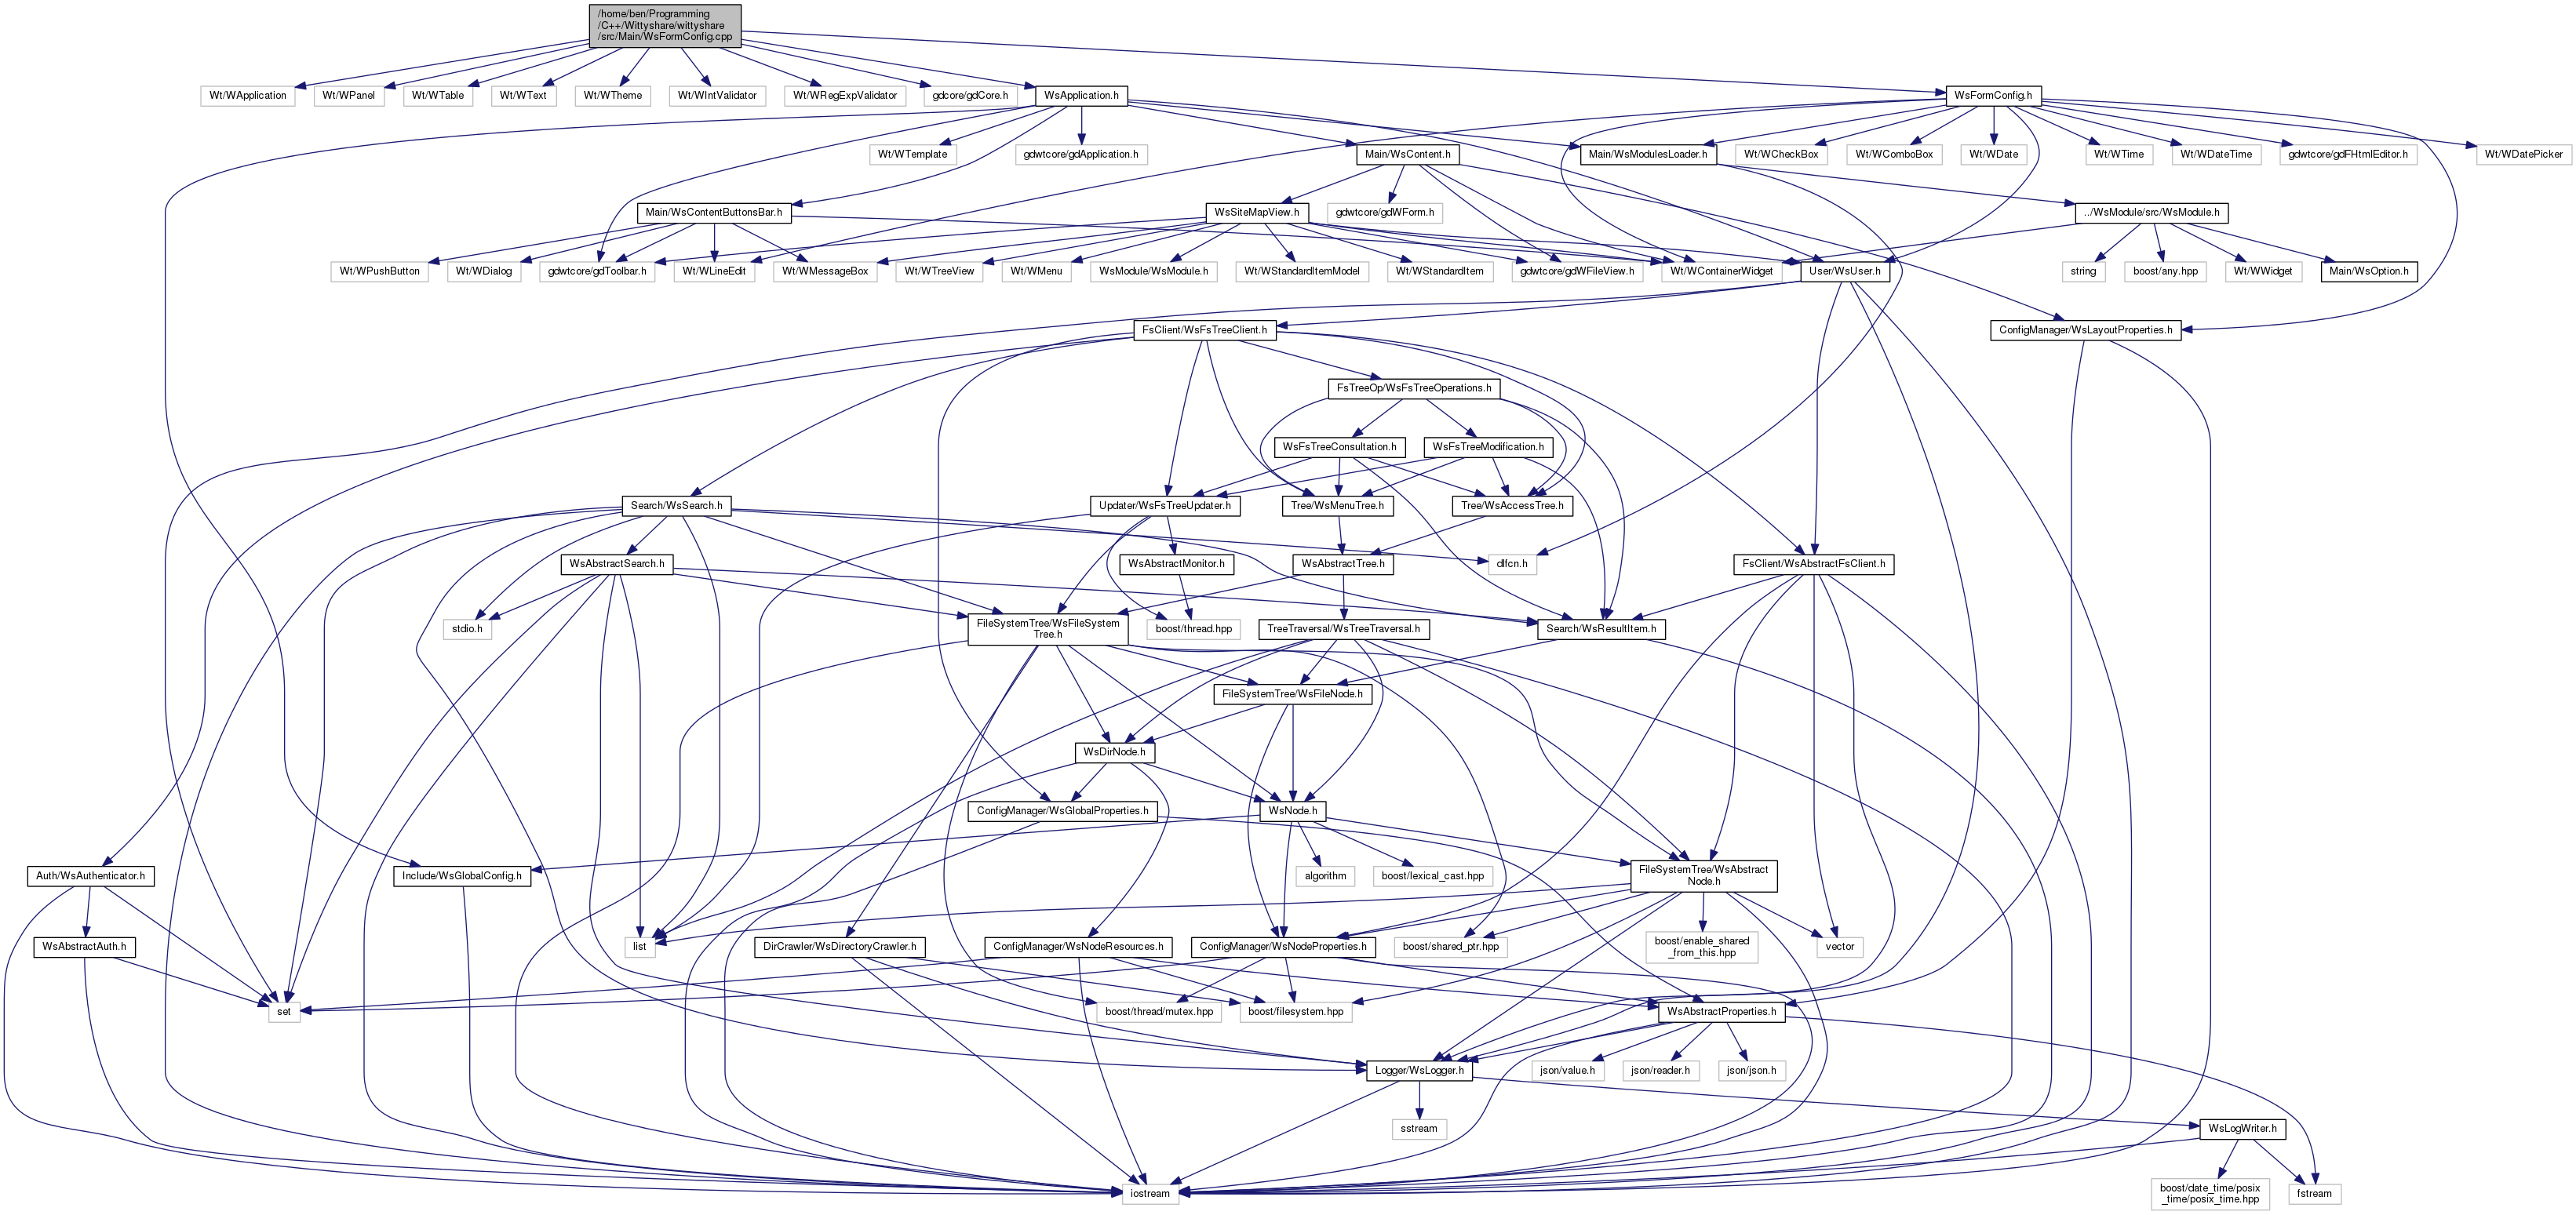 /home/ben/Programming
/C++/Wittyshare/wittyshare
/src/Main/WsFormConfig.cpp
Wt/WApplication
Wt/WPanel
Wt/WTable
Wt/WText
Wt/WTheme
Wt/WIntValidator
Wt/WRegExpValidator
gdcore/gdCore.h
WsApplication.h
WsFormConfig.h
Wt/WTemplate
gdwtcore/gdApplication.h
Main/WsContent.h
Main/WsModulesLoader.h
Wt/WCheckBox
Wt/WComboBox
Wt/WDate
Wt/WTime
Wt/WDateTime
gdwtcore/gdFHtmlEditor.h
Wt/WDatePicker
Main/WsContentButtonsBar.h
WsSiteMapView.h
gdwtcore/gdWForm.h
../WsModule/src/WsModule.h
Wt/WPushButton
Wt/WDialog
gdwtcore/gdToolbar.h
Wt/WLineEdit
Wt/WMessageBox
Wt/WTreeView
Wt/WMenu
WsModule/WsModule.h
Wt/WStandardItemModel
Wt/WStandardItem
gdwtcore/gdWFileView.h
Wt/WContainerWidget
User/WsUser.h
string
boost/any.hpp
Wt/WWidget
Main/WsOption.h
FsClient/WsFsTreeClient.h
ConfigManager/WsLayoutProperties.h
FsTreeOp/WsFsTreeOperations.h
WsFsTreeConsultation.h
WsFsTreeModification.h
Search/WsSearch.h
Updater/WsFsTreeUpdater.h
Tree/WsMenuTree.h
Tree/WsAccessTree.h
WsAbstractSearch.h
WsAbstractMonitor.h
WsAbstractTree.h
dlfcn.h
FsClient/WsAbstractFsClient.h
stdio.h
FileSystemTree/WsFileSystem
Tree.h
boost/thread.hpp
TreeTraversal/WsTreeTraversal.h
Search/WsResultItem.h
FileSystemTree/WsFileNode.h
WsDirNode.h
ConfigManager/WsGlobalProperties.h
WsNode.h
Auth/WsAuthenticator.h
Include/WsGlobalConfig.h
algorithm
boost/lexical_cast.hpp
FileSystemTree/WsAbstract
Node.h
WsAbstractAuth.h
list
DirCrawler/WsDirectoryCrawler.h
ConfigManager/WsNodeResources.h
ConfigManager/WsNodeProperties.h
boost/shared_ptr.hpp
boost/enable_shared
_from_this.hpp
vector
set
boost/thread/mutex.hpp
boost/filesystem.hpp
WsAbstractProperties.h
Logger/WsLogger.h
json/value.h
json/reader.h
json/json.h
sstream
WsLogWriter.h
iostream
boost/date_time/posix
_time/posix_time.hpp
fstream